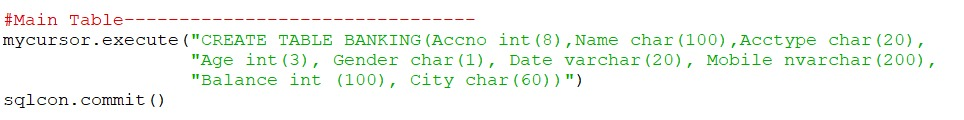 #Main Table--------------------------------
mycursor.execute("CREATE TABLE BANKING(Accno int(8),Name char(100),Acctype char(20),
"Age int(3), Gender char(1), Date varchar(20), Mobile nvarchar(200),
"Balance int (100), City char(60))")
sqlcon.commit()